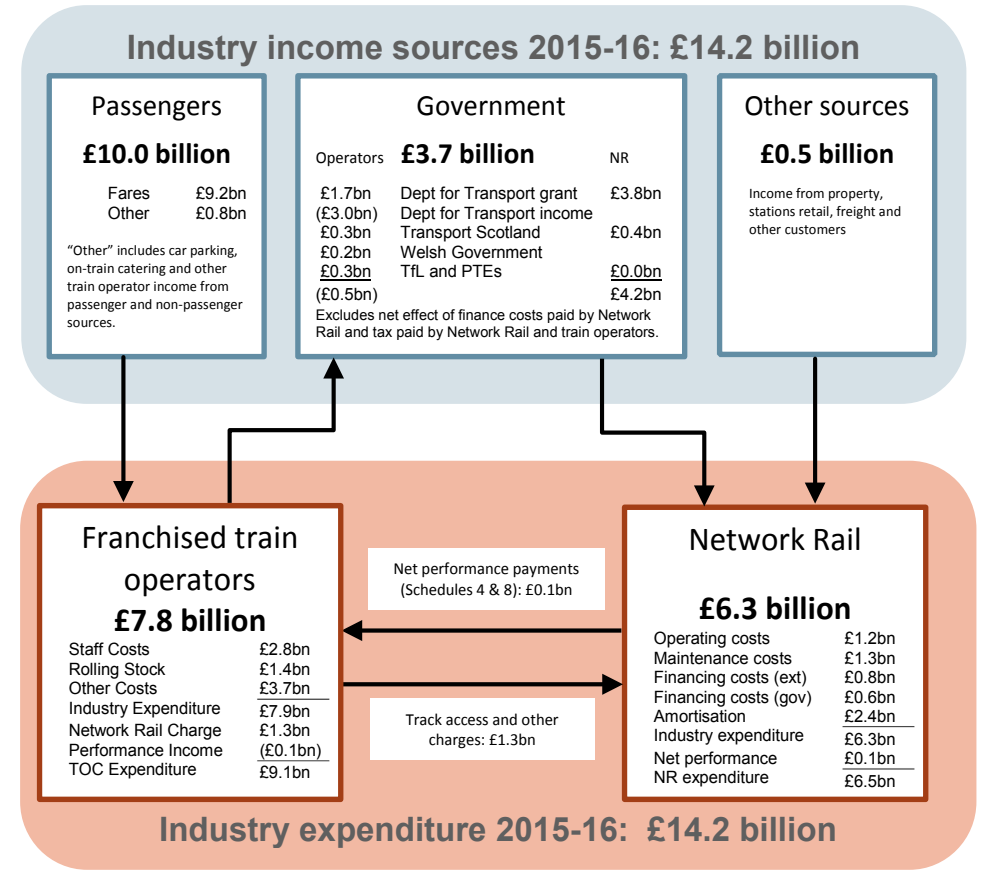 Industry income sources 2015-16: £14.2 billion
Passengers
£10.0 billion
Fares £9.2bn
Other £0.8bn
“Other” includes car parking,
on-train catering and other
train operator income from
passenger and non-passenger
sources.
Government
Operators £3.7 billion NR
£1.7bn Dept for Transport grant £3.8bn
(£3.0bn) Dept for Transport income
£0.3bn Transport Scotland £0.4bn
£0.2bn Welsh Government
£0.3bn TfL and PTEs £0.0bn
(£0.5bn) £4.2bn
Excludes net effect of finance costs paid by Network
Rail and tax paid by Network Rail and train operators.
Other sources
£0.5 billion
Income from property,
stations retail, freight and
other customers
Franchised train
operators
£7.8 billion
Staff Costs £2.8bn
Rolling Stock £1.4bn
Other Costs £3.7bn
Industry Expenditure £7.9bn
Network Rail Charge £1.3bn
Performance Income (£0.1bn)
TOC Expenditure £9.1bn
Net performance payments
(Schedules 4 & 8): £0.1bn
Track access and other
charges: £1.3bn
Network Rail
£6.3 billion
Operating costs £1.2bn
Maintenance costs £1.3bn
Financing costs (ext) £0.8bn
Financing costs (gov) £0.6bn
Amortisation £2.4bn
Industry expenditure £6.3bn
Net performance £0.1bn
NR expenditure £6.5bn
Industry expenditure 2015-16: £14.2 billion